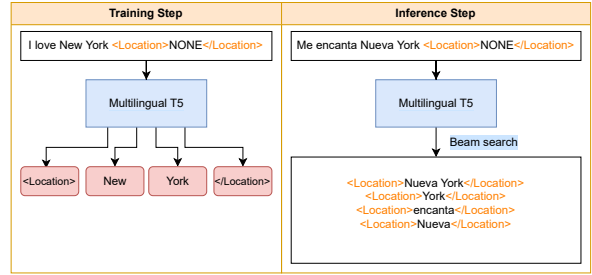 Training Step
Inference Step
I love New York <Location>NONE</Location>
Me encanta Nueva York <Location>NONE</Location>
Multilingual T5
Multilingual T5
Beam search
<Location>
New
York
</Location>
<Location>Nueva York</Location>
<Location>York</Location>
<Location>encanta</Location>
<Location>Nueva</Location>